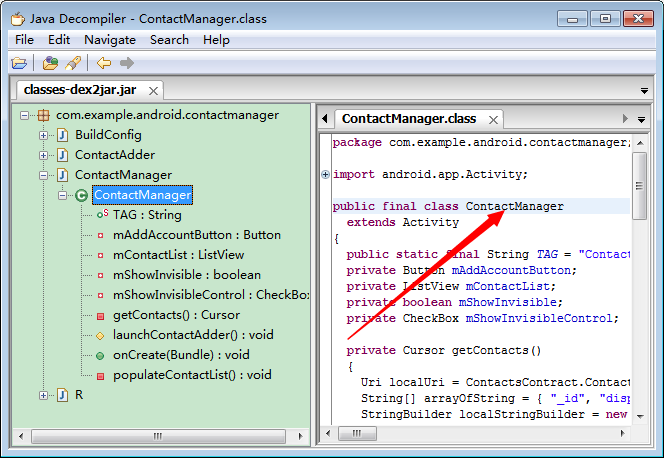 Java Decompiler - ContactManager.class
File Edit Navigate Search Help
classes-dex2jar.jar
com.example.android.contactmanager
BuildConfig
ContactAdder
ContactManager
ContactManager
TAG : String
mAddAccountButton : Button
mContactList : ListView
mShowInvisible : boolean
mShowInvisibleControl : CheckBox
getContacts() : Cursor
launchContactAdder() : void
onCreate(Bundle) : void
populateContactList() : void
R
ContactManager.class
package com.example.android.contactmanager;
import android.app.Activity;
public final class ContactManager
extends Activity
{
public static final String TAG = "Contac
private Button mAddAccountButton;
private ListView mContactList;
private boolean mShowInvisible;
private CheckBox mShowInvisibleControl;
private Cursor getContacts()
{
Uri localUri = ContactsContract.Contact
String[] arrayOfString = { "_id", "disp
StringBuilder localStringBuilder = new